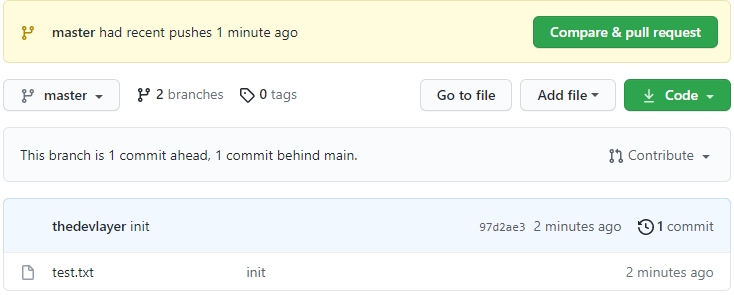 master had recent pushes 1 minute ago Compare & pull request
master 2 branches 0 tags Go to file Add file Code
This branch is 1 commit ahead, 1 commit behind main. Contribute
thedevlayer init 97d2ae3 2 minutes ago 1 commit
test.txt init 2 minutes ago